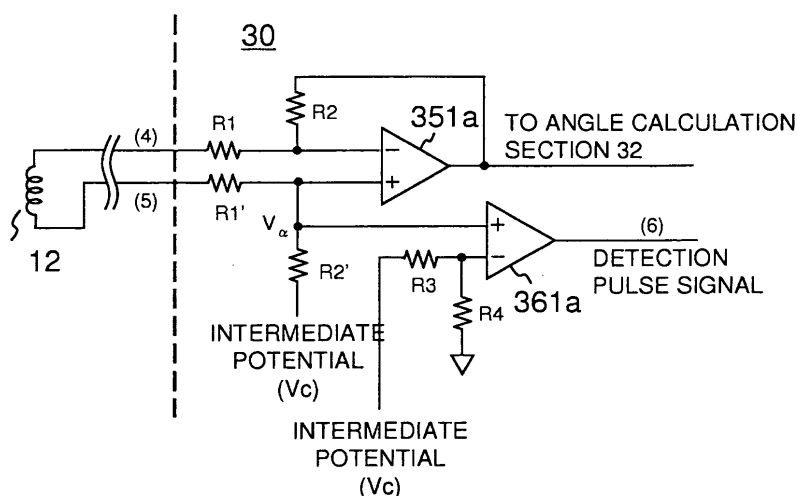 30
(4)
R1
R2
351a
TO ANGLE CALCULATION
SECTION 32
(5)
R1'
12
Vα
R2'
(6)
R3
R4
361a
DETECTION
PULSE SIGNAL
INTERMEDIATE
POTENTIAL
(Vc)
INTERMEDIATE
POTENTIAL
(Vc)